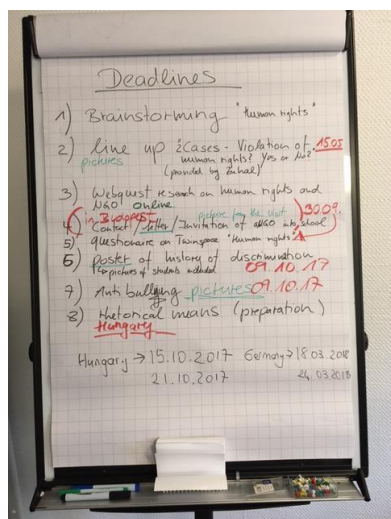 Deadlines
1) Brainstorming "Human rights"
2) line up 2 Cases - Violation of 15.09
pictures human rights? Yes or No?
(provided by Zuhal)
3) Webquest research on human rights and
NGO! online
in Budapest picture from the visit 30.09
4) Contact / letter / Invitation of a NGO into school
5) Questionaire on Twinspace "Human rights"
6) poster of history of discrimination
pictures of students included 09.10.17
7) Anti bullying pictures 09.10.17
8) rhetorical means (preparation)
Hungary
Hungary → 15.10.2017 Germany → 18.03.2018
21.10.2017 24.03.2018